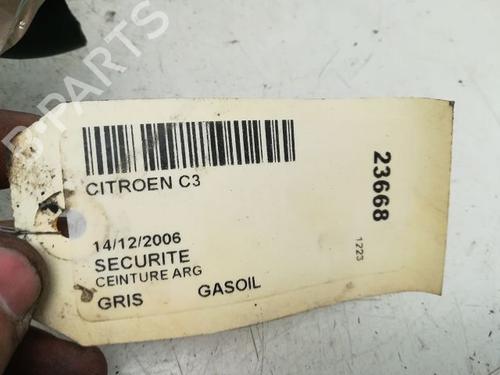 B-PARTS
CITROEN C3
14/12/2006
SECURITE
CEINTURE ARG
GRIS GASOIL
23668
1223